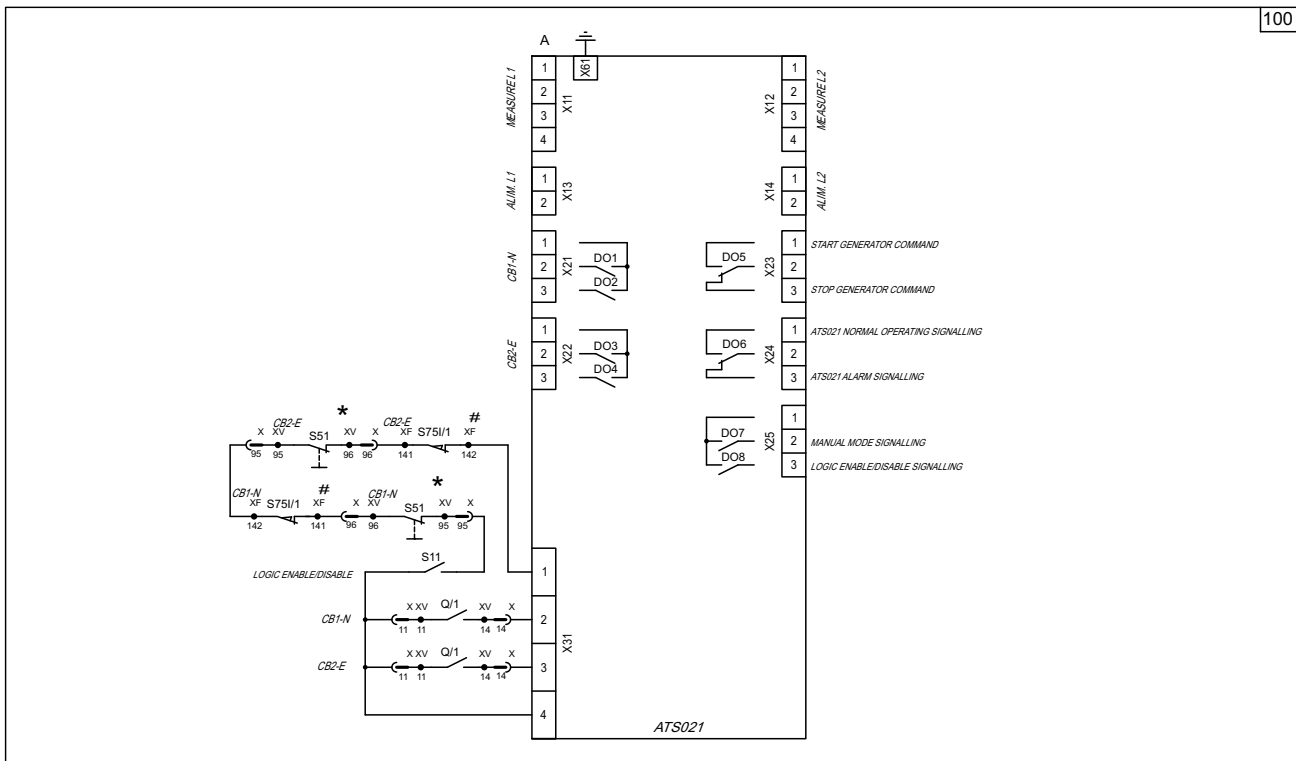 100
A
X61
MEASURE L1
1
2
3
4
X11
1
2
3
4
X12
MEASURE L2
ALIM. L1
1
2
X13
1
2
X14
ALIM. L2
CB1-N
1
2
3
X21
DO1
DO2
DO5
X23
1
2
3
START GENERATOR COMMAND
STOP GENERATOR COMMAND
CB2-E
1
2
3
X22
DO3
DO4
DO6
X24
1
2
3
ATS021 NORMAL OPERATING SIGNALLING
ATS021 ALARM SIGNALLING
DO7
DO8
X25
1
2
3
MANUAL MODE SIGNALLING
LOGIC ENABLE/DISABLE SIGNALLING
* #
CB2-E CB2-E
X XV S51 XV X XF S75I/1 XF
95 95 96 96 141 142
# *
CB1-N CB1-N
XF S75I/1 XF X XV S51 XV X
142 141 96 96 95 95
S11
LOGIC ENABLE/DISABLE
1
CB1-N
X XV Q/1 XV X
11 11 14 14
2
X31
CB2-E
X XV Q/1 XV X
11 11 14 14
3
4
ATS021